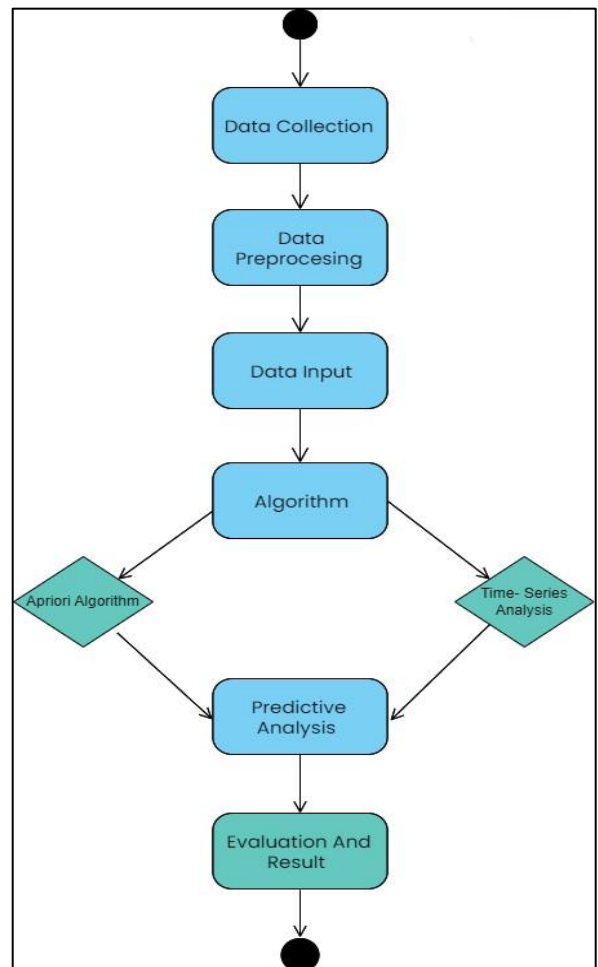 Data Collection
Data
Preprocesing
Data Input
Algorithm
Apriori Algorithm
Time- Series
Analysis
Predictive
Analysis
Evaluation And
Result